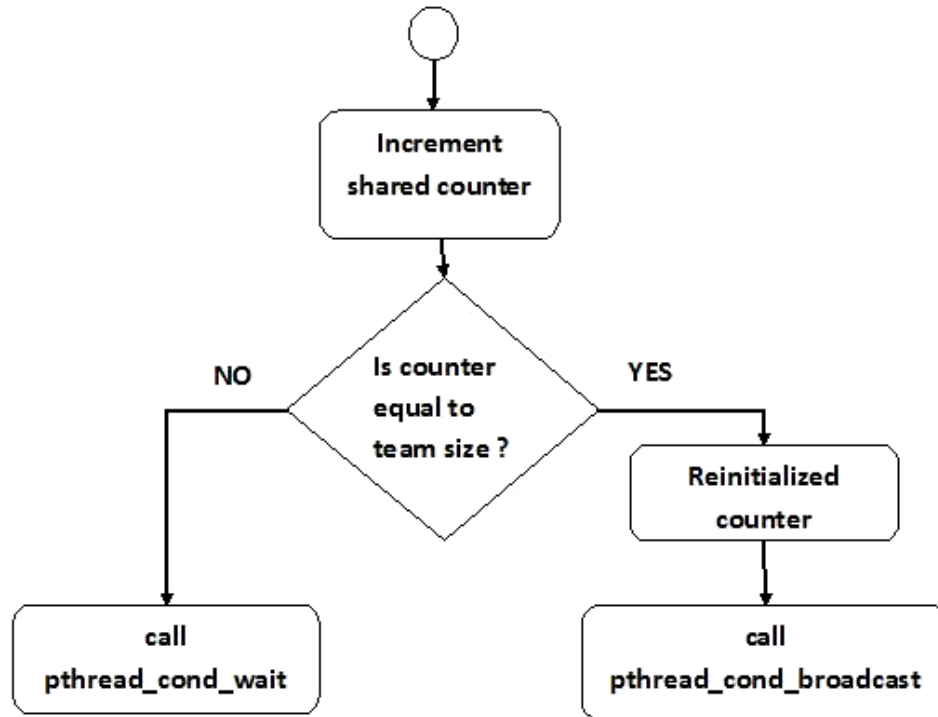 Increment
shared counter
Is counter
equal to
team size ?
NO
YES
Reinitialized
counter
call
pthread_cond_wait
call
pthread_cond_broadcast